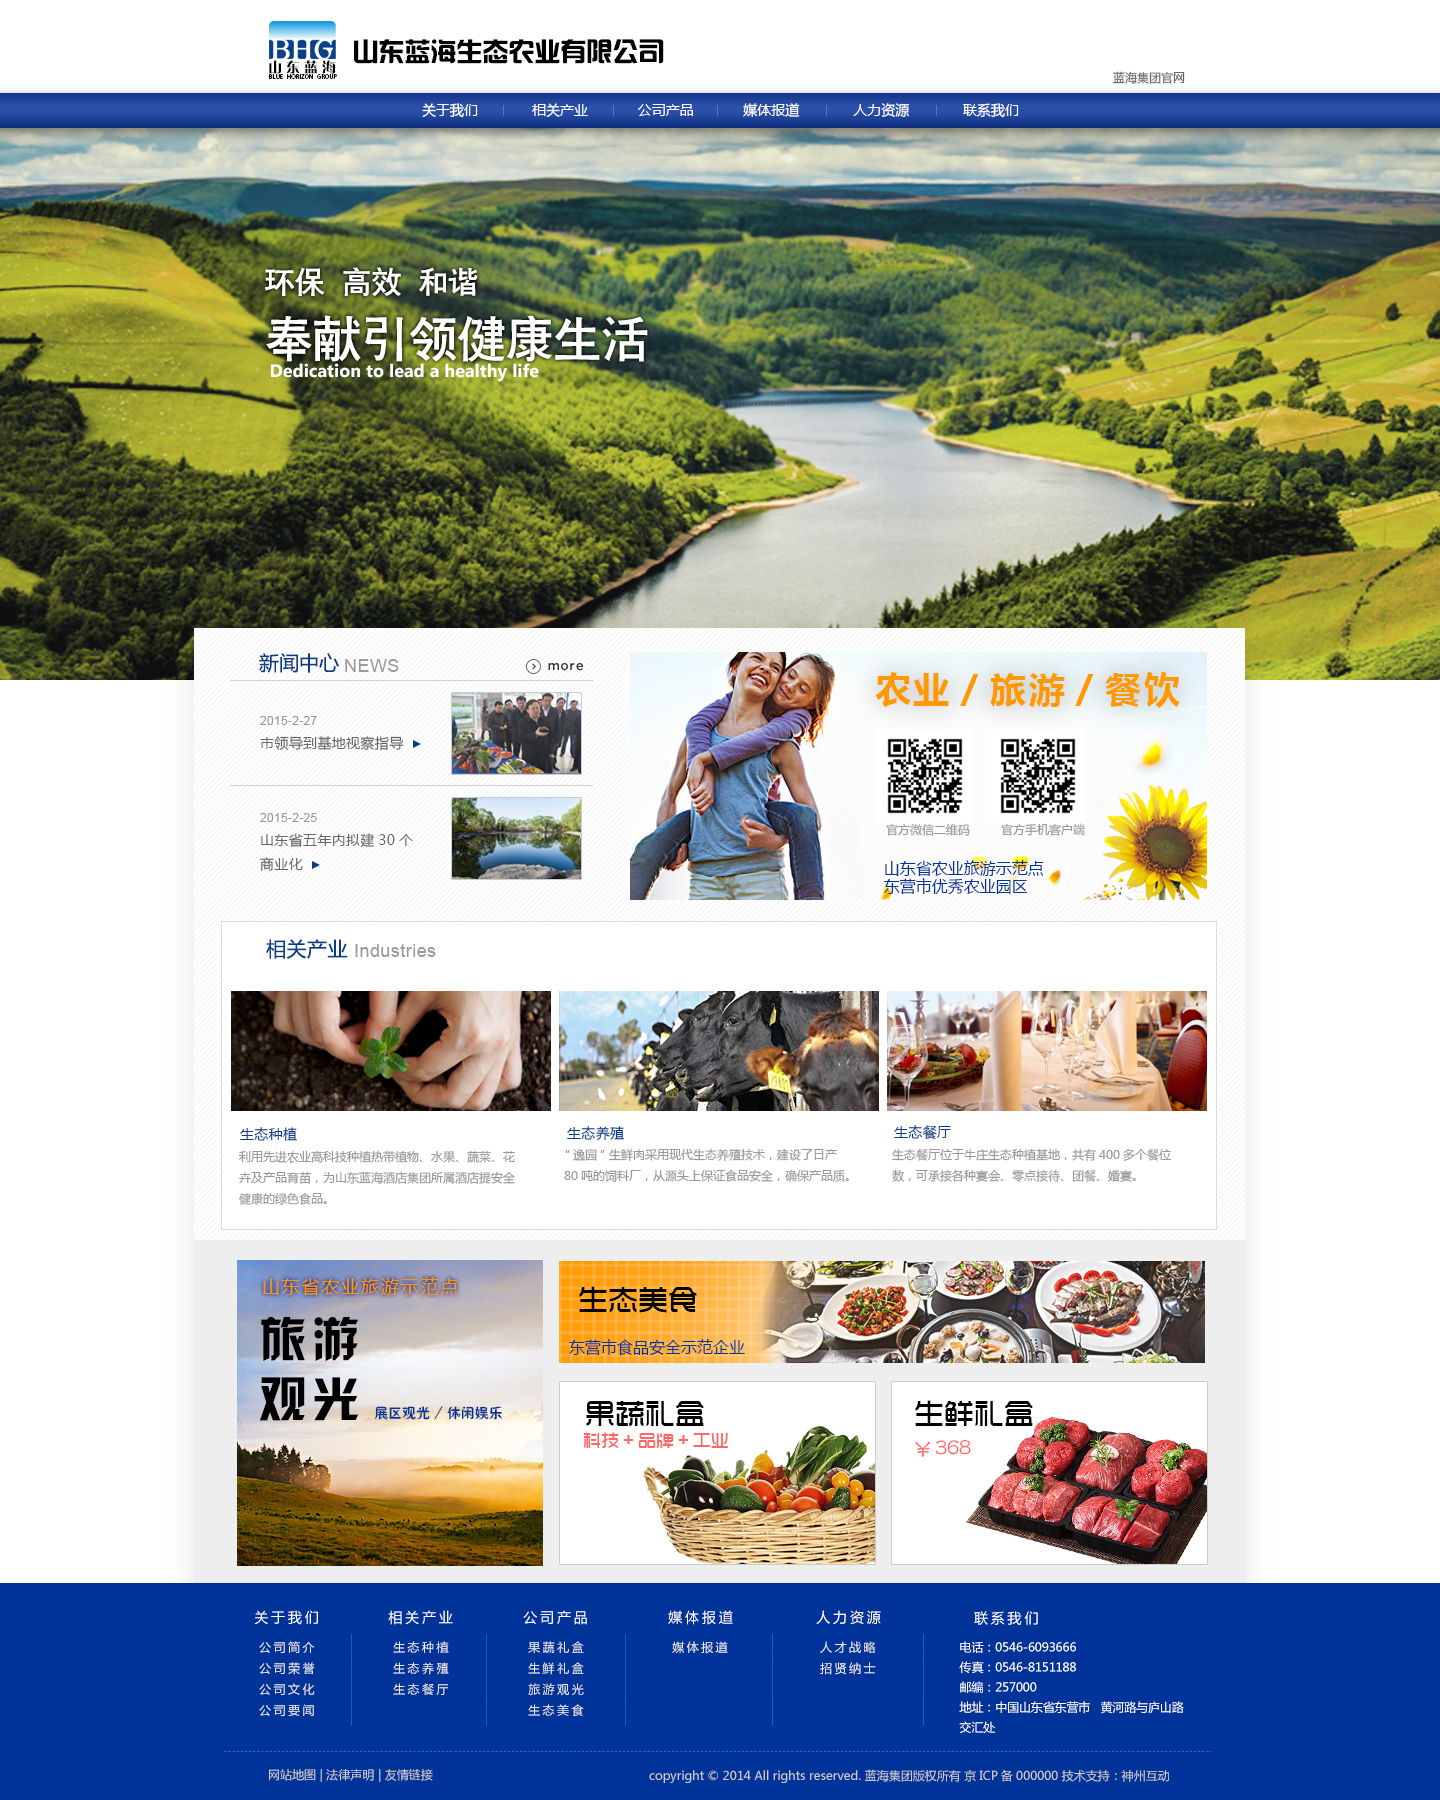 BHG
山东蓝海
BLUE HORIZON GROUP
山东蓝海生态农业有限公司
蓝海集团官网
关于我们 相关产业 公司产品 媒体报道 人力资源 联系我们
环保 高效 和谐
奉献引领健康生活
Dedication to lead a healthy life
新闻中心 NEWS
more
2015-2-27
市领导到基地视察指导
2015-2-25
山东省五年内拟建 30 个
商业化
农业 / 旅游 / 餐饮
官方微信二维码 官方手机客户端
山东省农业旅游示范点
东营市优秀农业园区
相关产业 Industries
生态种植
利用先进农业高科技种植热带植物、水果、蔬菜、花
卉及产品育苗，为山东蓝海酒店集团所属酒店提安全
健康的绿色食品。
生态养殖
“ 逸园 ” 生鲜肉采用现代生态养殖技术，建设了日产
80 吨的饲料厂，从源头上保证食品安全，确保产品质。
生态餐厅
生态餐厅位于牛庄生态种植基地，共有 400 多个餐位
数，可承接各种宴会、零点接待、团餐、婚宴。
山东省农业旅游示范点
旅游
观光
展区观光 / 休闲娱乐
生态美食
东营市食品安全示范企业
果蔬礼盒
科技 + 品牌 + 工业
生鲜礼盒
￥368
关于我们
公司简介
公司荣誉
公司文化
公司要闻
相关产业
生态种植
生态养殖
生态餐厅
公司产品
果蔬礼盒
生鲜礼盒
旅游观光
生态美食
媒体报道
媒体报道
人力资源
人才战略
招贤纳士
联系我们
电话：0546-6093666
传真：0546-8151188
邮编：257000
地址：中国山东省东营市 黄河路与庐山路
交汇处
网站地图 | 法律声明 | 友情链接
copyright © 2014 All rights reserved. 蓝海集团版权所有 京 ICP 备 000000 技术支持：神州互动